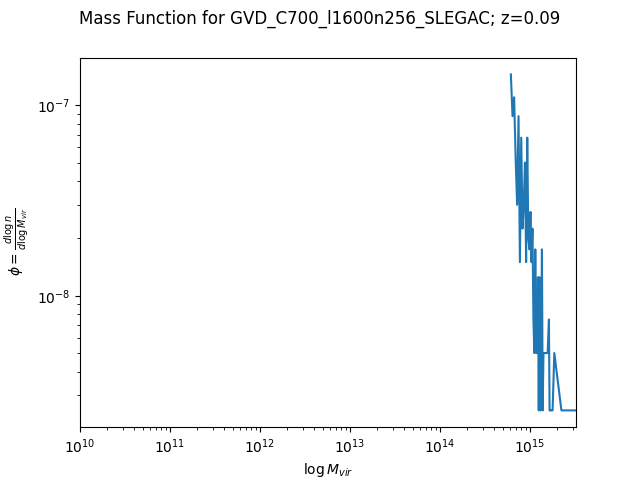 Mass Function for GVD_C700_l1600n256_SLEGAC; z=0.09
10⁻⁷
10⁻⁸
ϕ = d log n / d log M_vir
10¹⁰ 10¹¹ 10¹² 10¹³ 10¹⁴ 10¹⁵
log M_vir